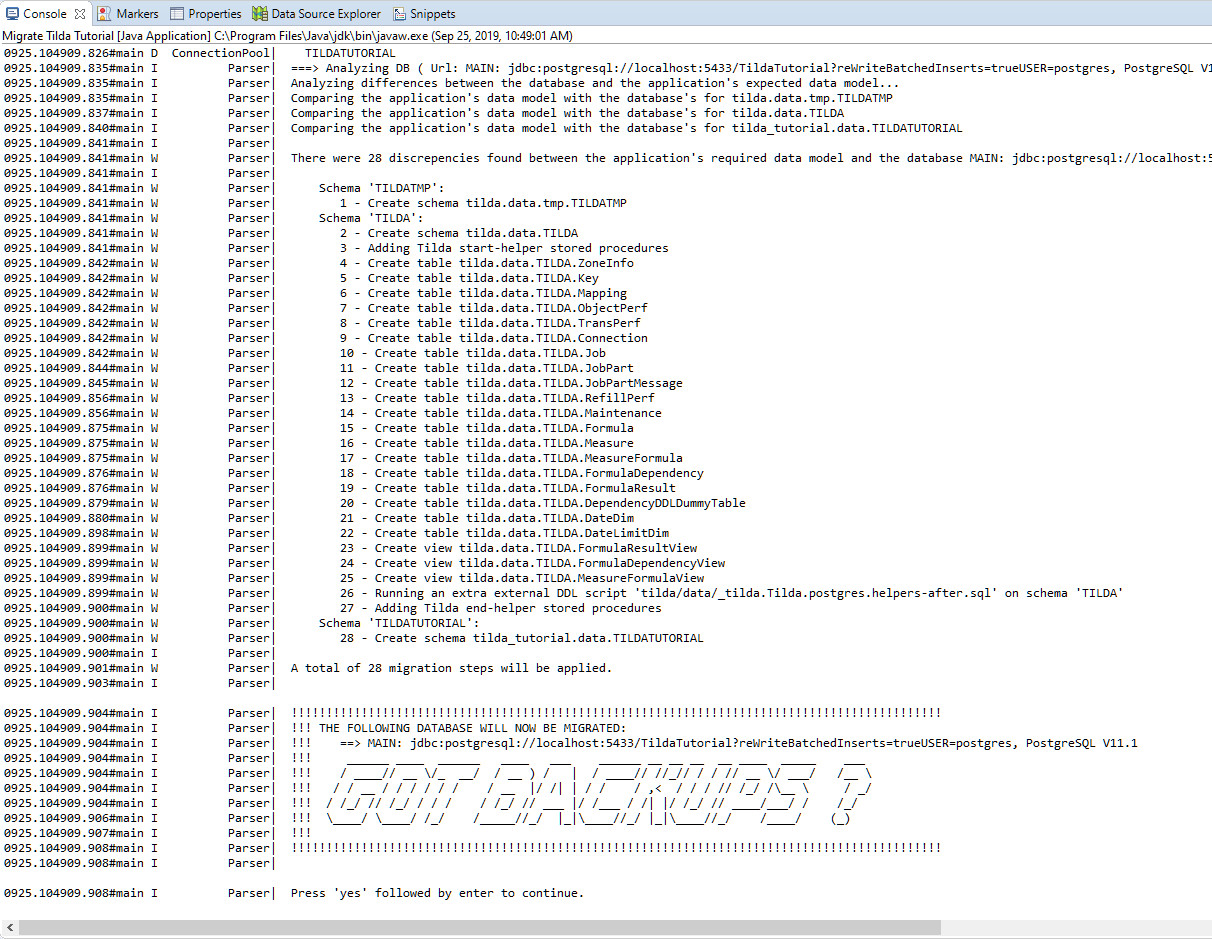 Console Markers Properties Data Source Explorer Snippets
Migrate Tilda Tutorial [Java Application] C:\Program Files\Java\jdk\bin\javaw.exe (Sep 25, 2019, 10:49:01 AM)
0925.104909.826#main D  ConnectionPool|    TILDATUTORIAL
0925.104909.835#main I          Parser|  ===> Analyzing DB ( Url: MAIN: jdbc:postgresql://localhost:5433/TildaTutorial?reWriteBatchedInserts=trueUSER=postgres, PostgreSQL V1
0925.104909.835#main I          Parser|  Analyzing differences between the database and the application's expected data model...
0925.104909.835#main I          Parser|  Comparing the application's data model with the database's for tilda.data.tmp.TILDATMP
0925.104909.837#main I          Parser|  Comparing the application's data model with the database's for tilda.data.TILDA
0925.104909.840#main I          Parser|  Comparing the application's data model with the database's for tilda_tutorial.data.TILDATUTORIAL
0925.104909.841#main I          Parser|
0925.104909.841#main W          Parser|  There were 28 discrepencies found between the application's required data model and the database MAIN: jdbc:postgresql://localhost:5
0925.104909.841#main I          Parser|
0925.104909.841#main W          Parser|      Schema 'TILDATMP':
0925.104909.841#main W          Parser|         1 - Create schema tilda.data.tmp.TILDATMP
0925.104909.841#main W          Parser|      Schema 'TILDA':
0925.104909.841#main W          Parser|         2 - Create schema tilda.data.TILDA
0925.104909.841#main W          Parser|         3 - Adding Tilda start-helper stored procedures
0925.104909.842#main W          Parser|         4 - Create table tilda.data.TILDA.ZoneInfo
0925.104909.842#main W          Parser|         5 - Create table tilda.data.TILDA.Key
0925.104909.842#main W          Parser|         6 - Create table tilda.data.TILDA.Mapping
0925.104909.842#main W          Parser|         7 - Create table tilda.data.TILDA.ObjectPerf
0925.104909.842#main W          Parser|         8 - Create table tilda.data.TILDA.TransPerf
0925.104909.842#main W          Parser|         9 - Create table tilda.data.TILDA.Connection
0925.104909.842#main W          Parser|         10 - Create table tilda.data.TILDA.Job
0925.104909.844#main W          Parser|         11 - Create table tilda.data.TILDA.JobPart
0925.104909.845#main W          Parser|         12 - Create table tilda.data.TILDA.JobPartMessage
0925.104909.856#main W          Parser|         13 - Create table tilda.data.TILDA.RefillPerf
0925.104909.856#main W          Parser|         14 - Create table tilda.data.TILDA.Maintenance
0925.104909.875#main W          Parser|         15 - Create table tilda.data.TILDA.Formula
0925.104909.875#main W          Parser|         16 - Create table tilda.data.TILDA.Measure
0925.104909.875#main W          Parser|         17 - Create table tilda.data.TILDA.MeasureFormula
0925.104909.876#main W          Parser|         18 - Create table tilda.data.TILDA.FormulaDependency
0925.104909.876#main W          Parser|         19 - Create table tilda.data.TILDA.FormulaResult
0925.104909.879#main W          Parser|         20 - Create table tilda.data.TILDA.DependencyDDLDummyTable
0925.104909.880#main W          Parser|         21 - Create table tilda.data.TILDA.DateDim
0925.104909.898#main W          Parser|         22 - Create table tilda.data.TILDA.DateLimitDim
0925.104909.899#main W          Parser|         23 - Create view tilda.data.TILDA.FormulaResultView
0925.104909.899#main W          Parser|         24 - Create view tilda.data.TILDA.FormulaDependencyView
0925.104909.899#main W          Parser|         25 - Create view tilda.data.TILDA.MeasureFormulaView
0925.104909.899#main W          Parser|         26 - Running an extra external DDL script 'tilda/data/_tilda.Tilda.postgres.helpers-after.sql' on schema 'TILDA'
0925.104909.900#main W          Parser|         27 - Adding Tilda end-helper stored procedures
0925.104909.900#main W          Parser|      Schema 'TILDATUTORIAL':
0925.104909.900#main W          Parser|         28 - Create schema tilda_tutorial.data.TILDATUTORIAL
0925.104909.900#main I          Parser|
0925.104909.901#main W          Parser|  A total of 28 migration steps will be applied.
0925.104909.903#main I          Parser|
0925.104909.904#main I          Parser|  !!!!!!!!!!!!!!!!!!!!!!!!!!!!!!!!!!!!!!!!!!!!!!!!!!!!!!!!!!!!!!!!!!!!!!!!!!!!!!!!!!!!!!!!!!!!!
0925.104909.904#main I          Parser|  !!! THE FOLLOWING DATABASE WILL NOW BE MIGRATED:
0925.104909.904#main I          Parser|  !!!    ==> MAIN: jdbc:postgresql://localhost:5433/TildaTutorial?reWriteBatchedInserts=trueUSER=postgres, PostgreSQL V11.1
0925.104909.904#main I          Parser|  !!!
0925.104909.904#main I          Parser|  !!!
0925.104909.904#main I          Parser|  !!! GOT BACKUPS ?
0925.104909.904#main I          Parser|  !!!
0925.104909.906#main I          Parser|  !!!
0925.104909.907#main I          Parser|  !!!
0925.104909.908#main I          Parser|  !!!!!!!!!!!!!!!!!!!!!!!!!!!!!!!!!!!!!!!!!!!!!!!!!!!!!!!!!!!!!!!!!!!!!!!!!!!!!!!!!!!!!!!!!!!!!
0925.104909.908#main I          Parser|
0925.104909.908#main I          Parser|  Press 'yes' followed by enter to continue.